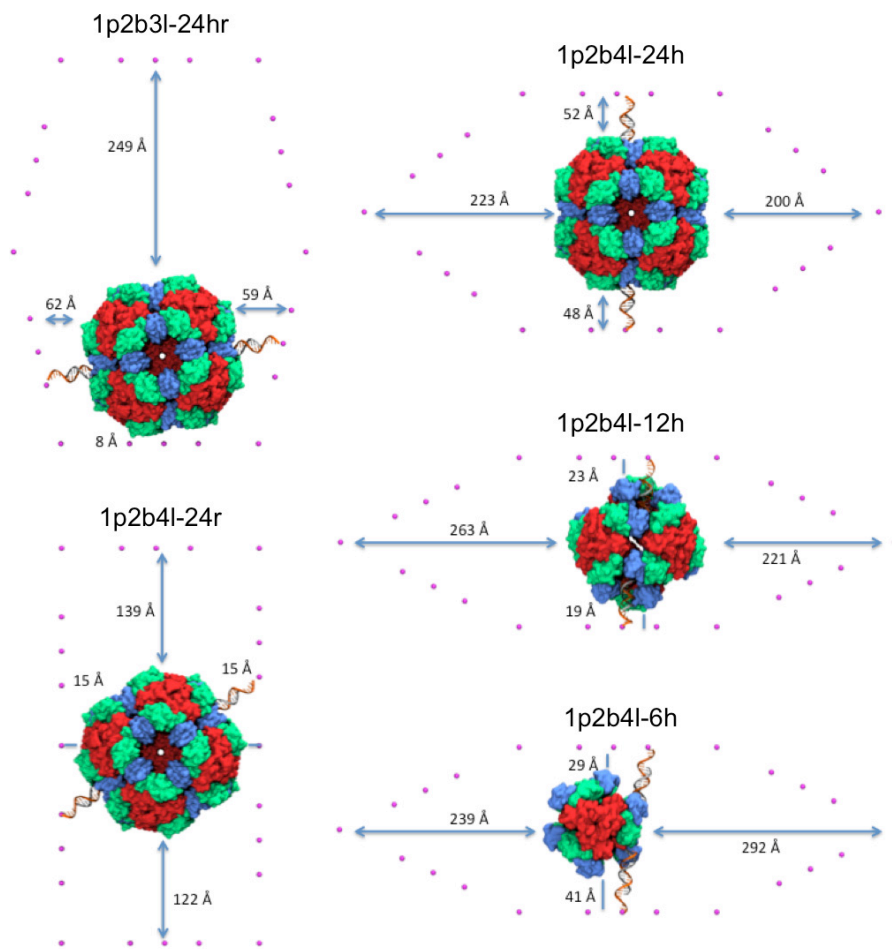 1p2b3l-24hr
249 Å
62 Å
59 Å
8 Å
1p2b4l-24r
139 Å
15 Å
15 Å
122 Å
1p2b4l-24h
52 Å
223 Å
200 Å
48 Å
1p2b4l-12h
23 Å
263 Å
221 Å
19 Å
1p2b4l-6h
29 Å
239 Å
292 Å
41 Å